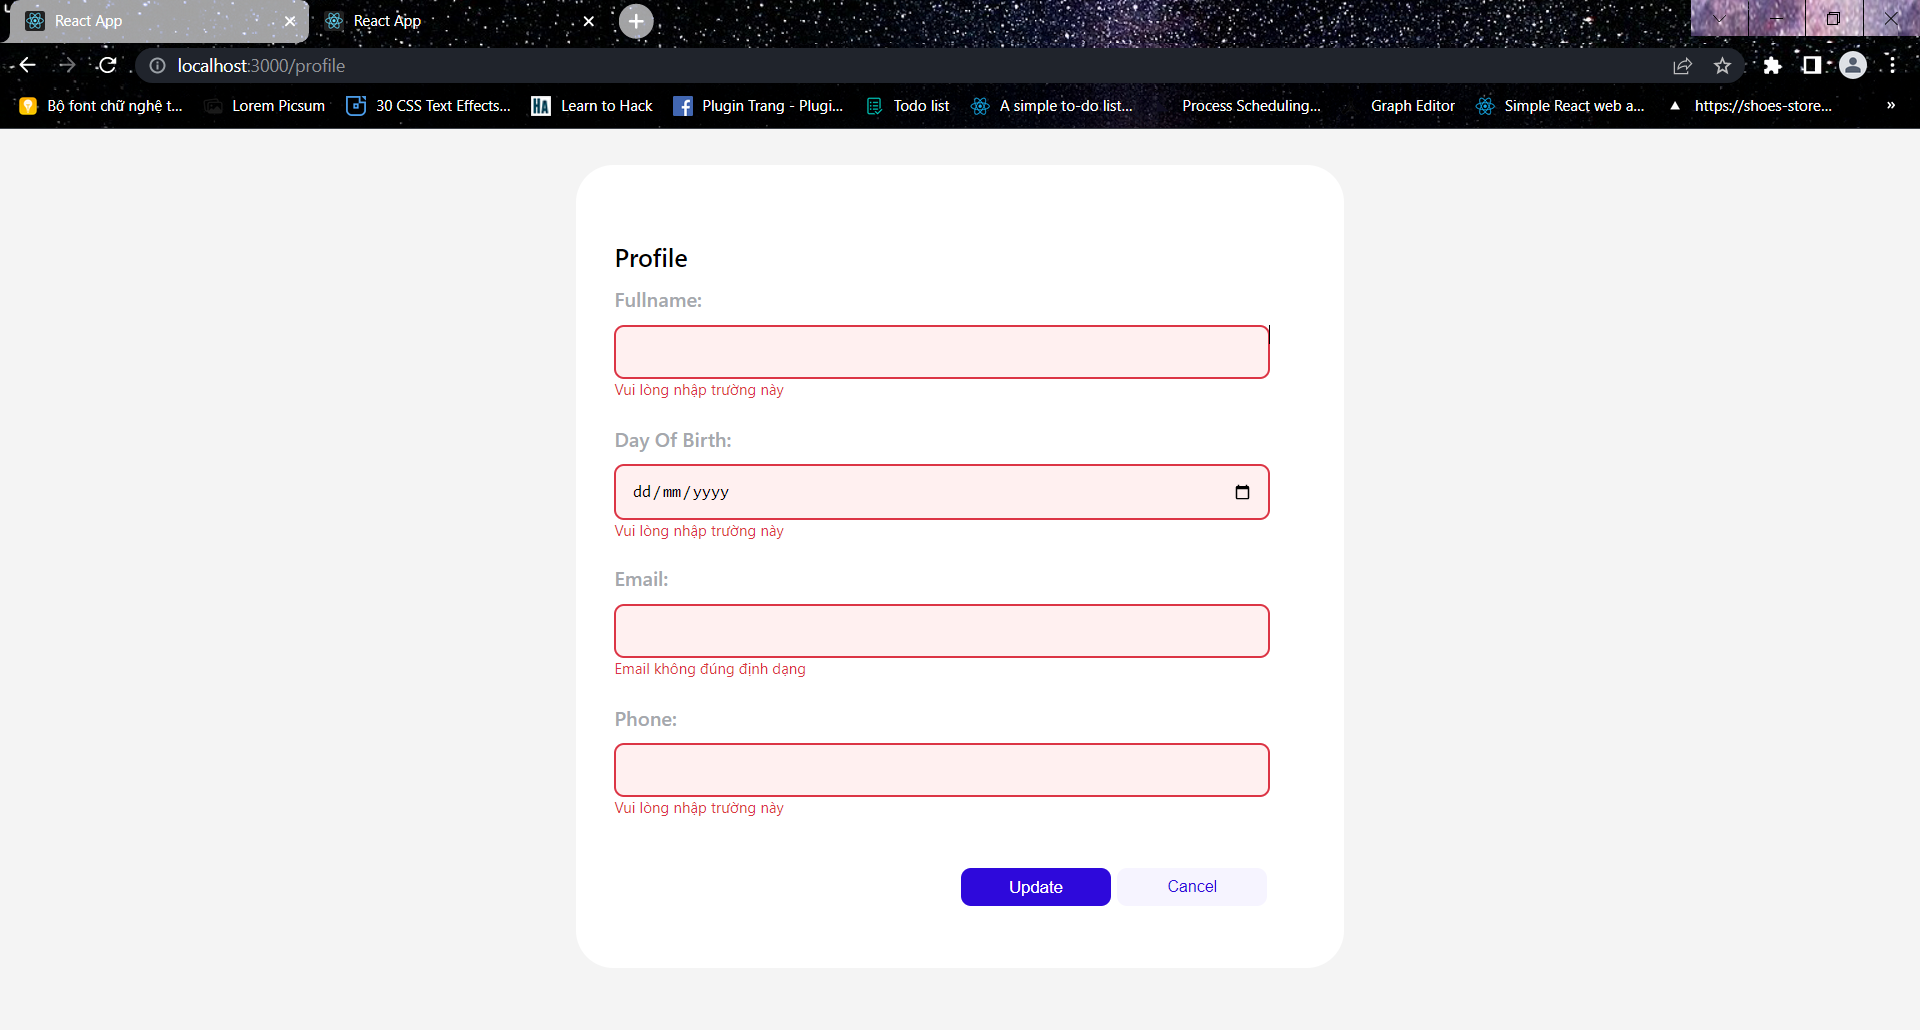 React App
React App
localhost:3000/profile
Bộ font chữ nghệ t...
Lorem Picsum
30 CSS Text Effects...
HA
Learn to Hack
Plugin Trang - Plugi...
Todo list
A simple to-do list...
Process Scheduling...
Graph Editor
Simple React web a...
https://shoes-store...
»
Profile
Fullname:
Vui lòng nhập trường này
Day Of Birth:
dd/mm/yyyy
Vui lòng nhập trường này
Email:
Email không đúng định dạng
Phone:
Vui lòng nhập trường này
Update
Cancel